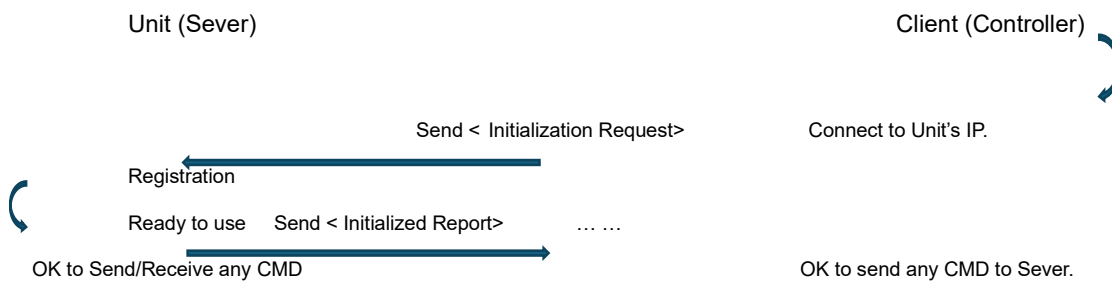 Unit (Sever) Client (Controller)
Send < Initialization Request> Connect to Unit's IP.
Registration
Ready to use Send < Initialized Report> … …
OK to Send/Receive any CMD OK to send any CMD to Sever.